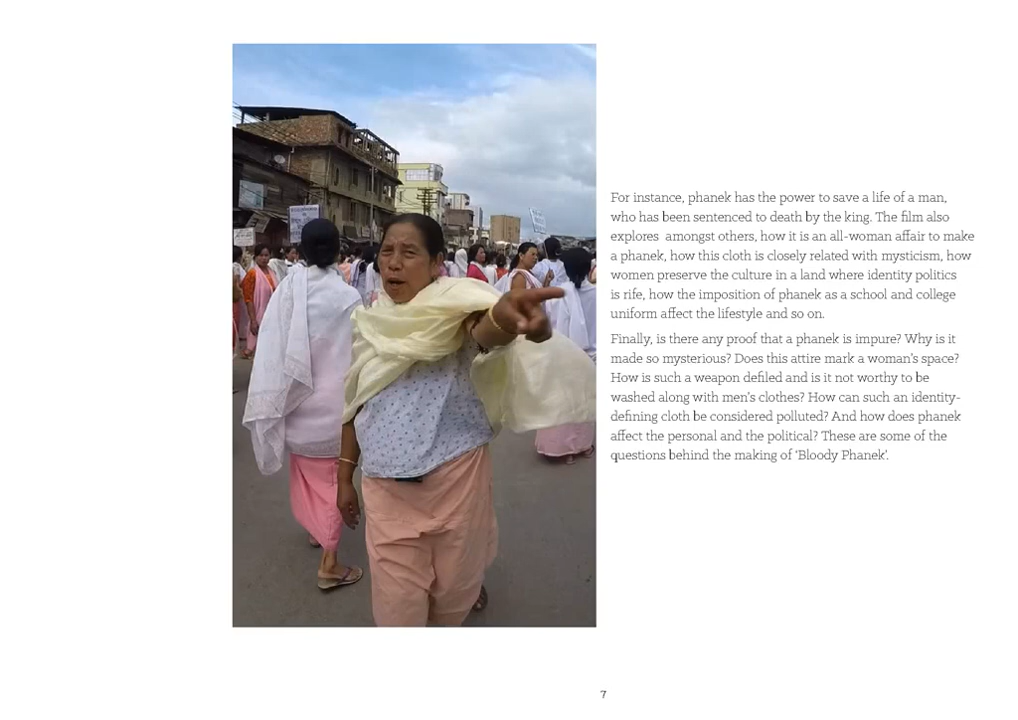 For instance, phanek has the power to save a life of a man,
who has been sentenced to death by the king. The film also
explores  amongst others, how it is an all-woman affair to make
a phanek, how this cloth is closely related with mysticism, how
women preserve the culture in a land where identity politics
is rife, how the imposition of phanek as a school and college
uniform affect the lifestyle and so on.
Finally, is there any proof that a phanek is impure? Why is it
made so mysterious? Does this attire mark a woman's space?
How is such a weapon defiled and is it not worthy to be
washed along with men's clothes? How can such an identity-
defining cloth be considered polluted? And how does phanek
affect the personal and the political? These are some of the
questions behind the making of 'Bloody Phanek'.
7